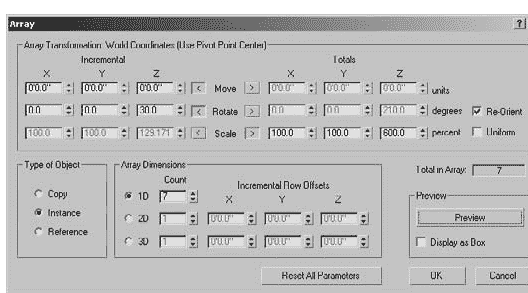 Array ?
Array Transformation: World Coordinates (Use Pivot Point Center)
Incremental Totals
X Y Z X Y Z
0'0.0" 0'0.0" 0'0.0" < Move > 0'0.0" 0'0.0" 0'0.0" units
0.0 0.0 30.0 < Rotate > 0.0 0.0 210.0 degrees Re-Orient
100.0 100.0 129.171 < Scale > 100.0 100.0 600.0 percent Uniform
Type of Object Array Dimensions Total in Array: 7
Count Incremental Row Offsets
Copy 1D 7 X Y Z Preview
Instance 2D 1 0'0.0" 0'0.0" 0'0.0" Preview
Reference 3D 1 0'0.0" 0'0.0" 0'0.0" Display as Box
Reset All Parameters OK Cancel